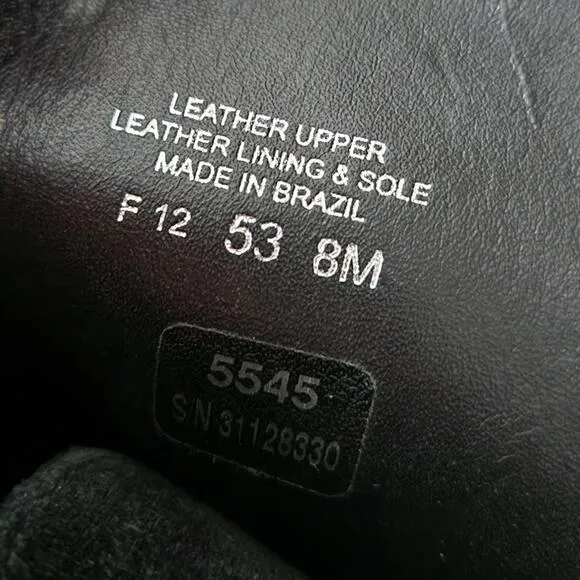 LEATHER UPPER
LEATHER LINING & SOLE
MADE IN BRAZIL
F 12 53 8M
5545
S/N 31128330